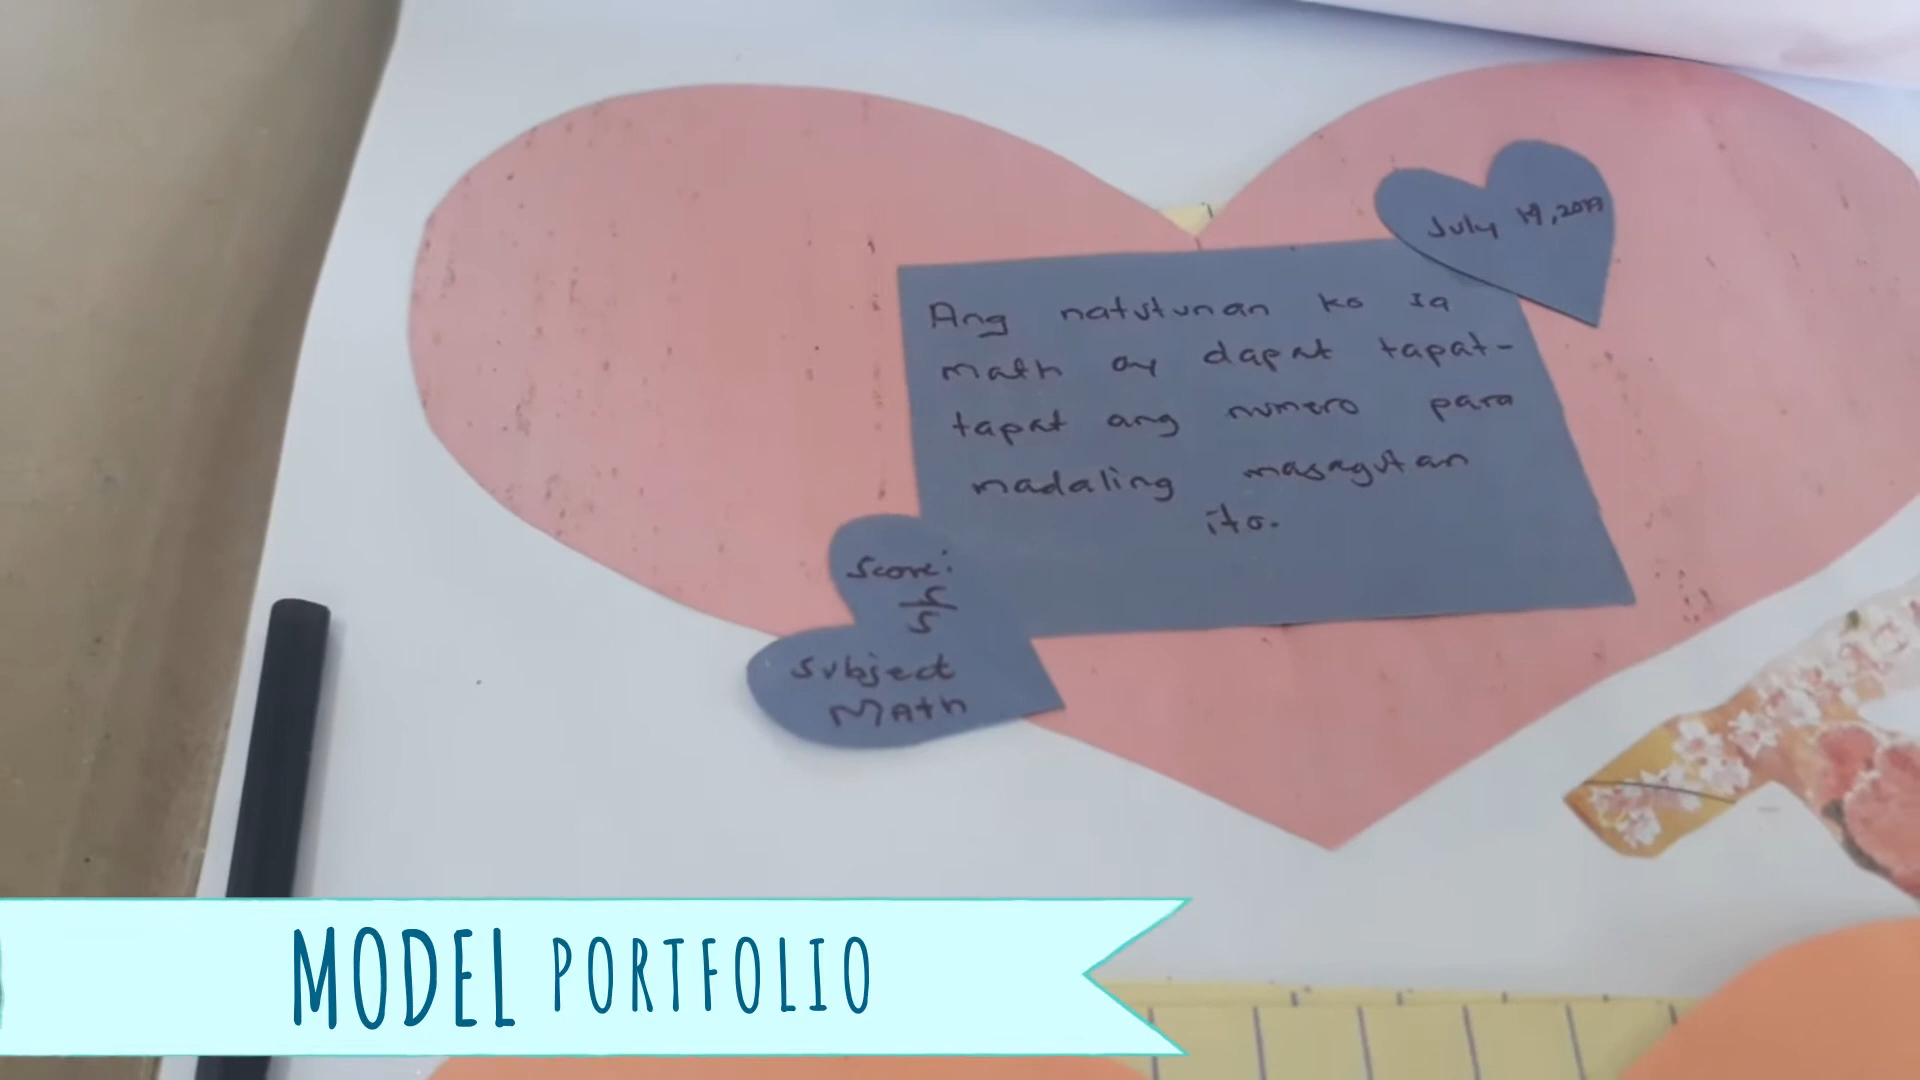 July 19, 2019
Ang natutunan ko sa
math ay dapat tapat-
tapat ang numero para
madaling masagutan
ito.
Score:
5
5
Subject
MAth
MODEL PORTFOLIO